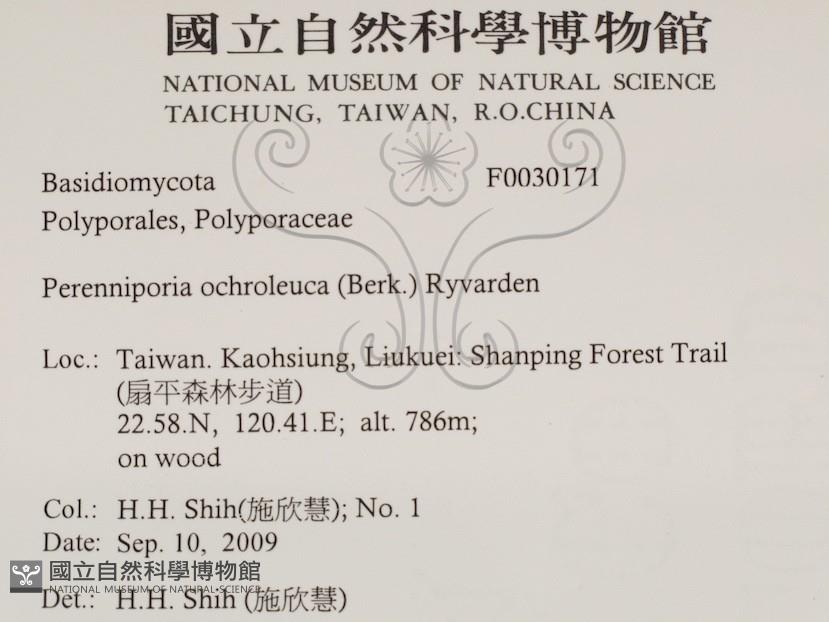 國立自然科學博物館
NATIONAL MUSEUM OF NATURAL SCIENCE
TAICHUNG, TAIWAN, R.O.CHINA
Basidiomycota F0030171
Polyporales, Polyporaceae
Perenniporia ochroleuca (Berk.) Ryvarden
Loc.: Taiwan. Kaohsiung, Liukuei: Shanping Forest Trail
(扇平森林步道)
22.58.N, 120.41.E; alt. 786m;
on wood
Col.: H.H. Shih(施欣慧); No. 1
Date: Sep. 10, 2009
國立自然科學博物館
NATIONAL MUSEUM OF NATURAL SCIENCE
Det.: H.H. Shih (施欣慧)